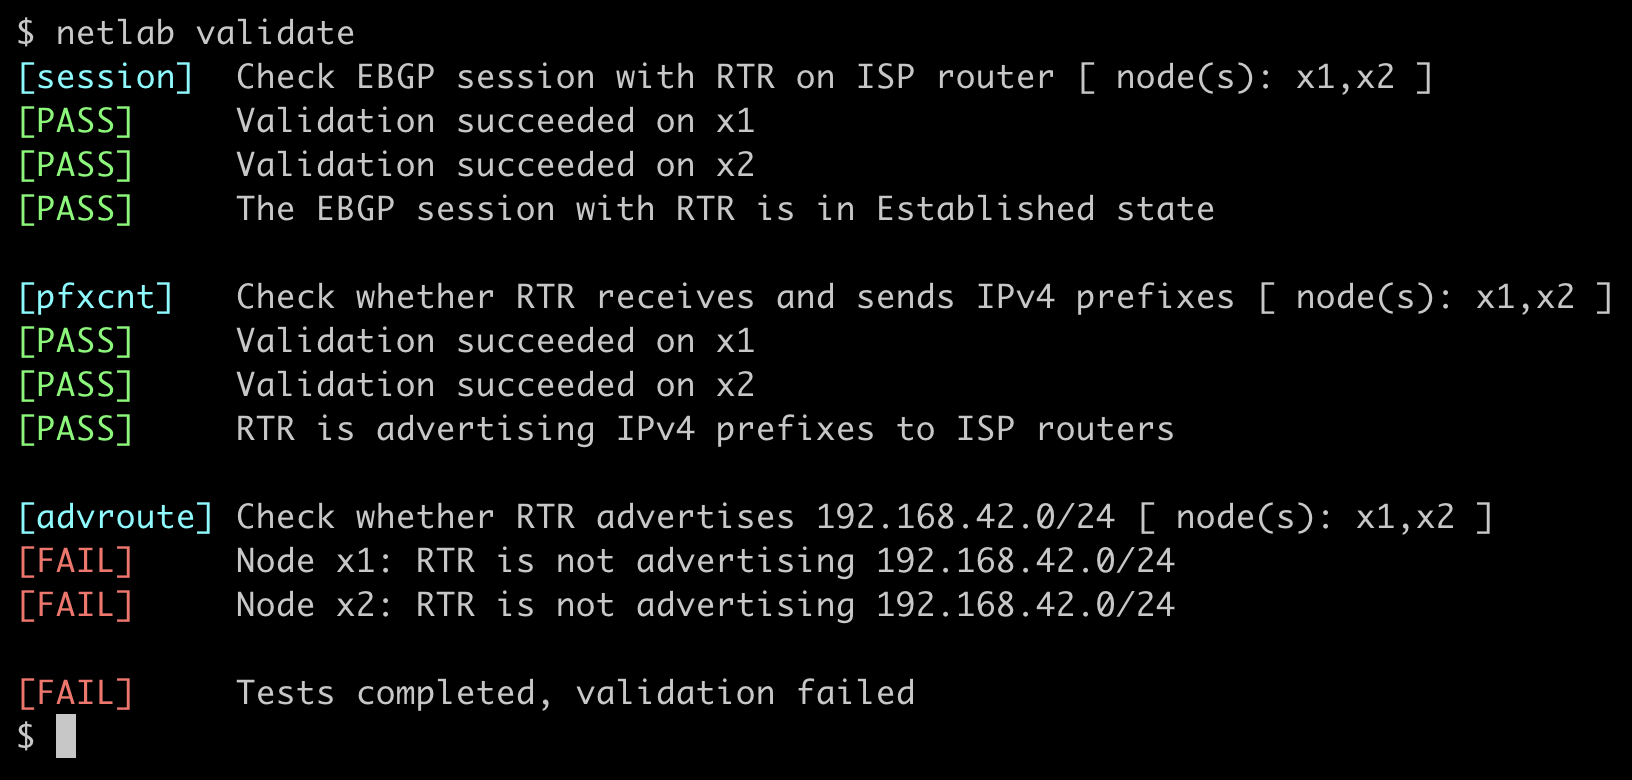 $ netlab validate
[session]  Check EBGP session with RTR on ISP router [ node(s): x1,x2 ]
[PASS]     Validation succeeded on x1
[PASS]     Validation succeeded on x2
[PASS]     The EBGP session with RTR is in Established state
[pfxcnt]   Check whether RTR receives and sends IPv4 prefixes [ node(s): x1,x2 ]
[PASS]     Validation succeeded on x1
[PASS]     Validation succeeded on x2
[PASS]     RTR is advertising IPv4 prefixes to ISP routers
[advroute] Check whether RTR advertises 192.168.42.0/24 [ node(s): x1,x2 ]
[FAIL]     Node x1: RTR is not advertising 192.168.42.0/24
[FAIL]     Node x2: RTR is not advertising 192.168.42.0/24
[FAIL]     Tests completed, validation failed
$